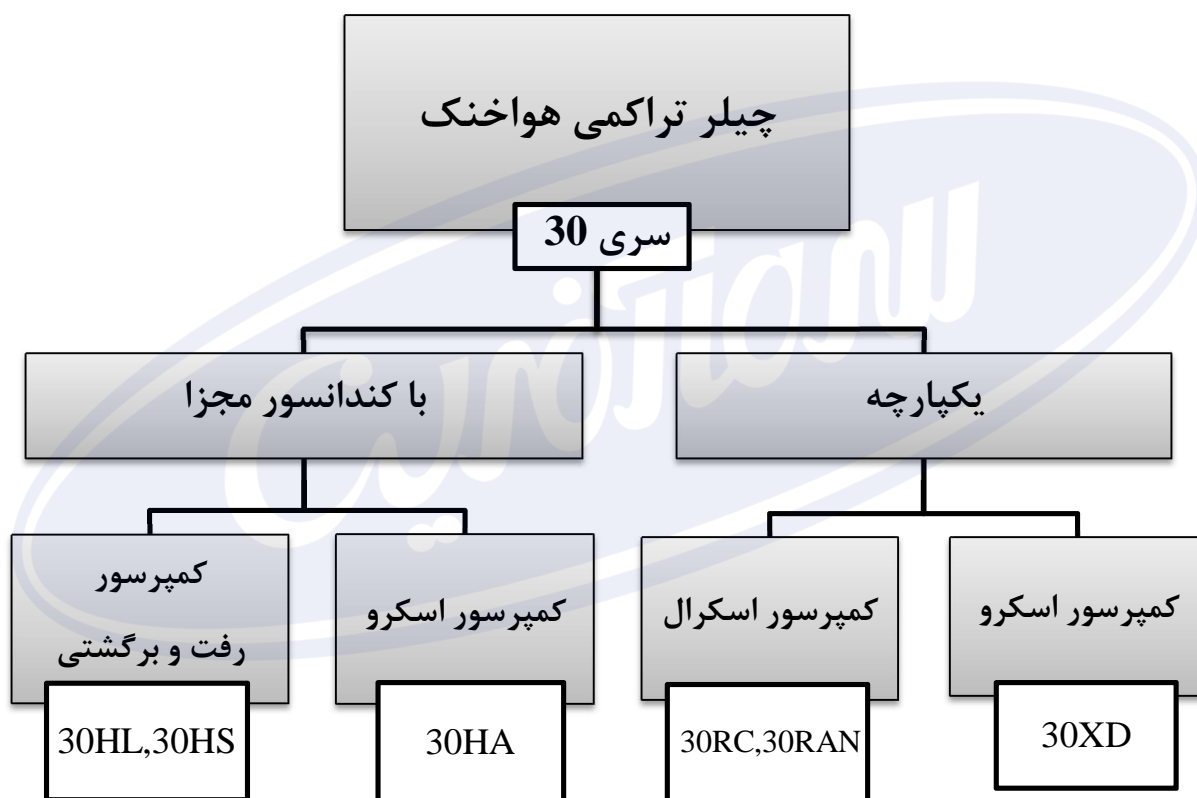 چیلر تراکمی هواخنک
سری 30
یکپارچه
با کندانسور مجزا
کمپرسور اسکرو
30XD
کمپرسور اسکرال
30RC,30RAN
کمپرسور اسکرو
30HA
کمپرسور
رفت و برگشتی
30HL,30HS